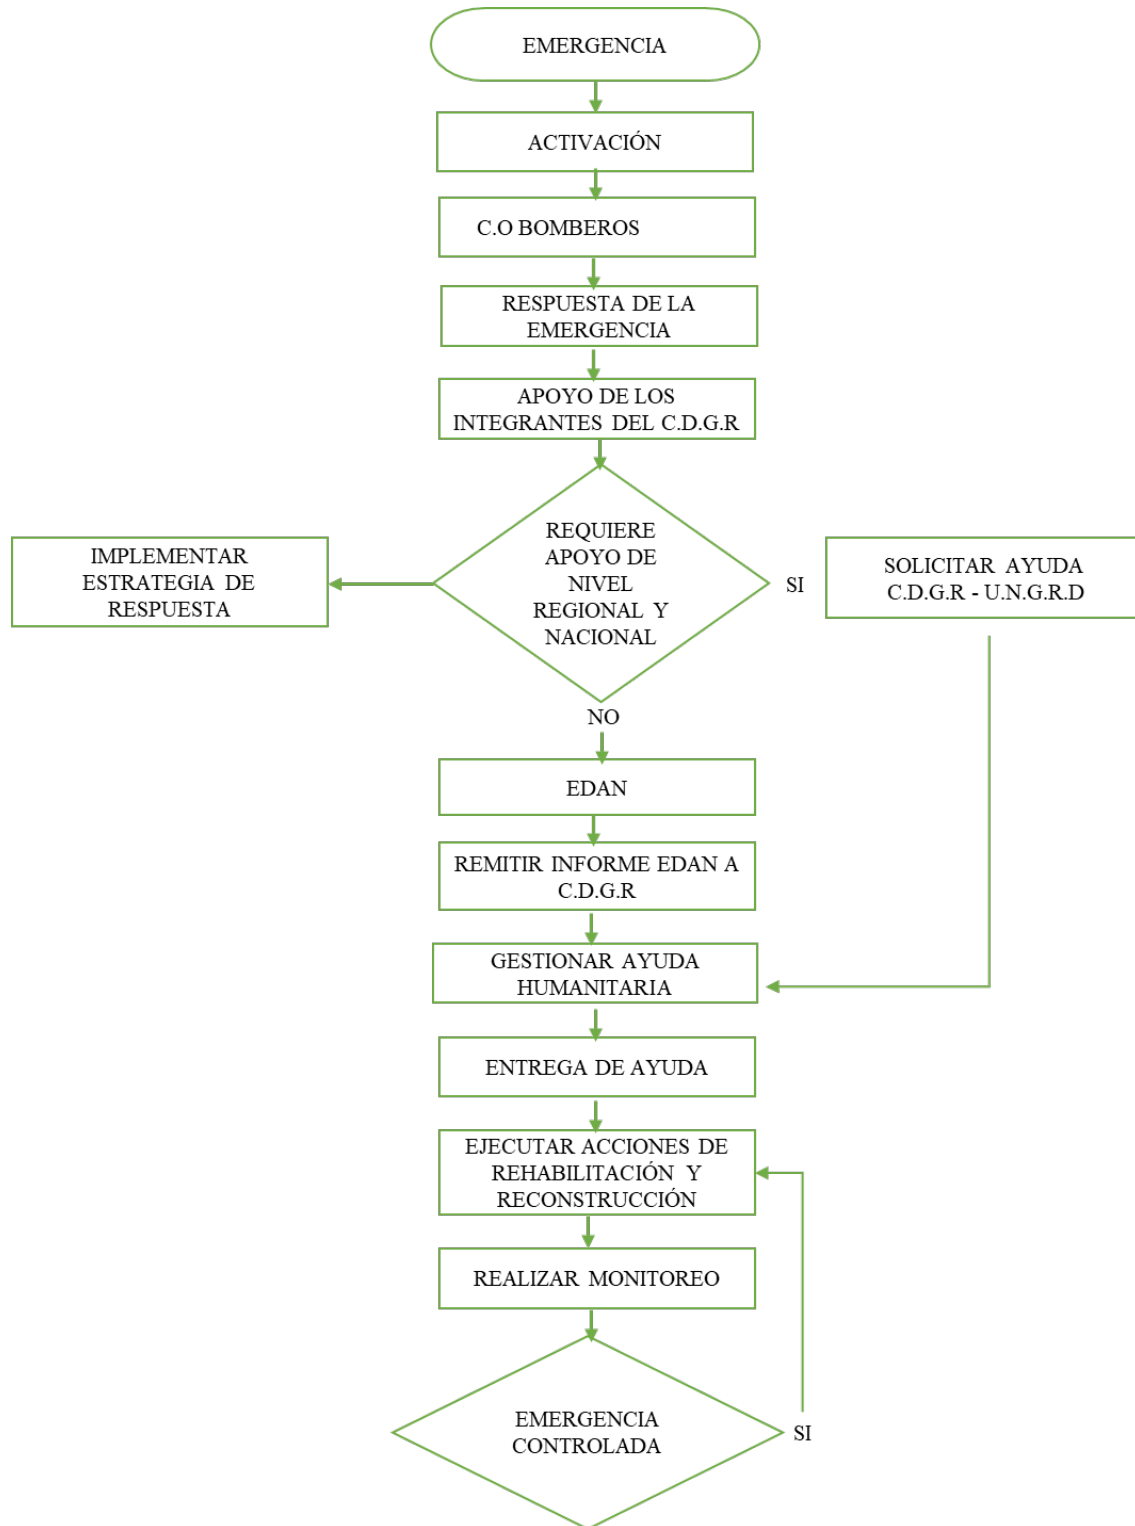 EMERGENCIA
ACTIVACIÓN
C.O BOMBEROS
RESPUESTA DE LA
EMERGENCIA
APOYO DE LOS
INTEGRANTES DEL C.D.G.R
REQUIERE
APOYO DE
NIVEL
REGIONAL Y
NACIONAL
IMPLEMENTAR
ESTRATEGIA DE
RESPUESTA
SI
SOLICITAR AYUDA
C.D.G.R - U.N.G.R.D
NO
EDAN
REMITIR INFORME EDAN A
C.D.G.R
GESTIONAR AYUDA
HUMANITARIA
ENTREGA DE AYUDA
EJECUTAR ACCIONES DE
REHABILITACIÓN Y
RECONSTRUCCIÓN
REALIZAR MONITOREO
EMERGENCIA
CONTROLADA
SI